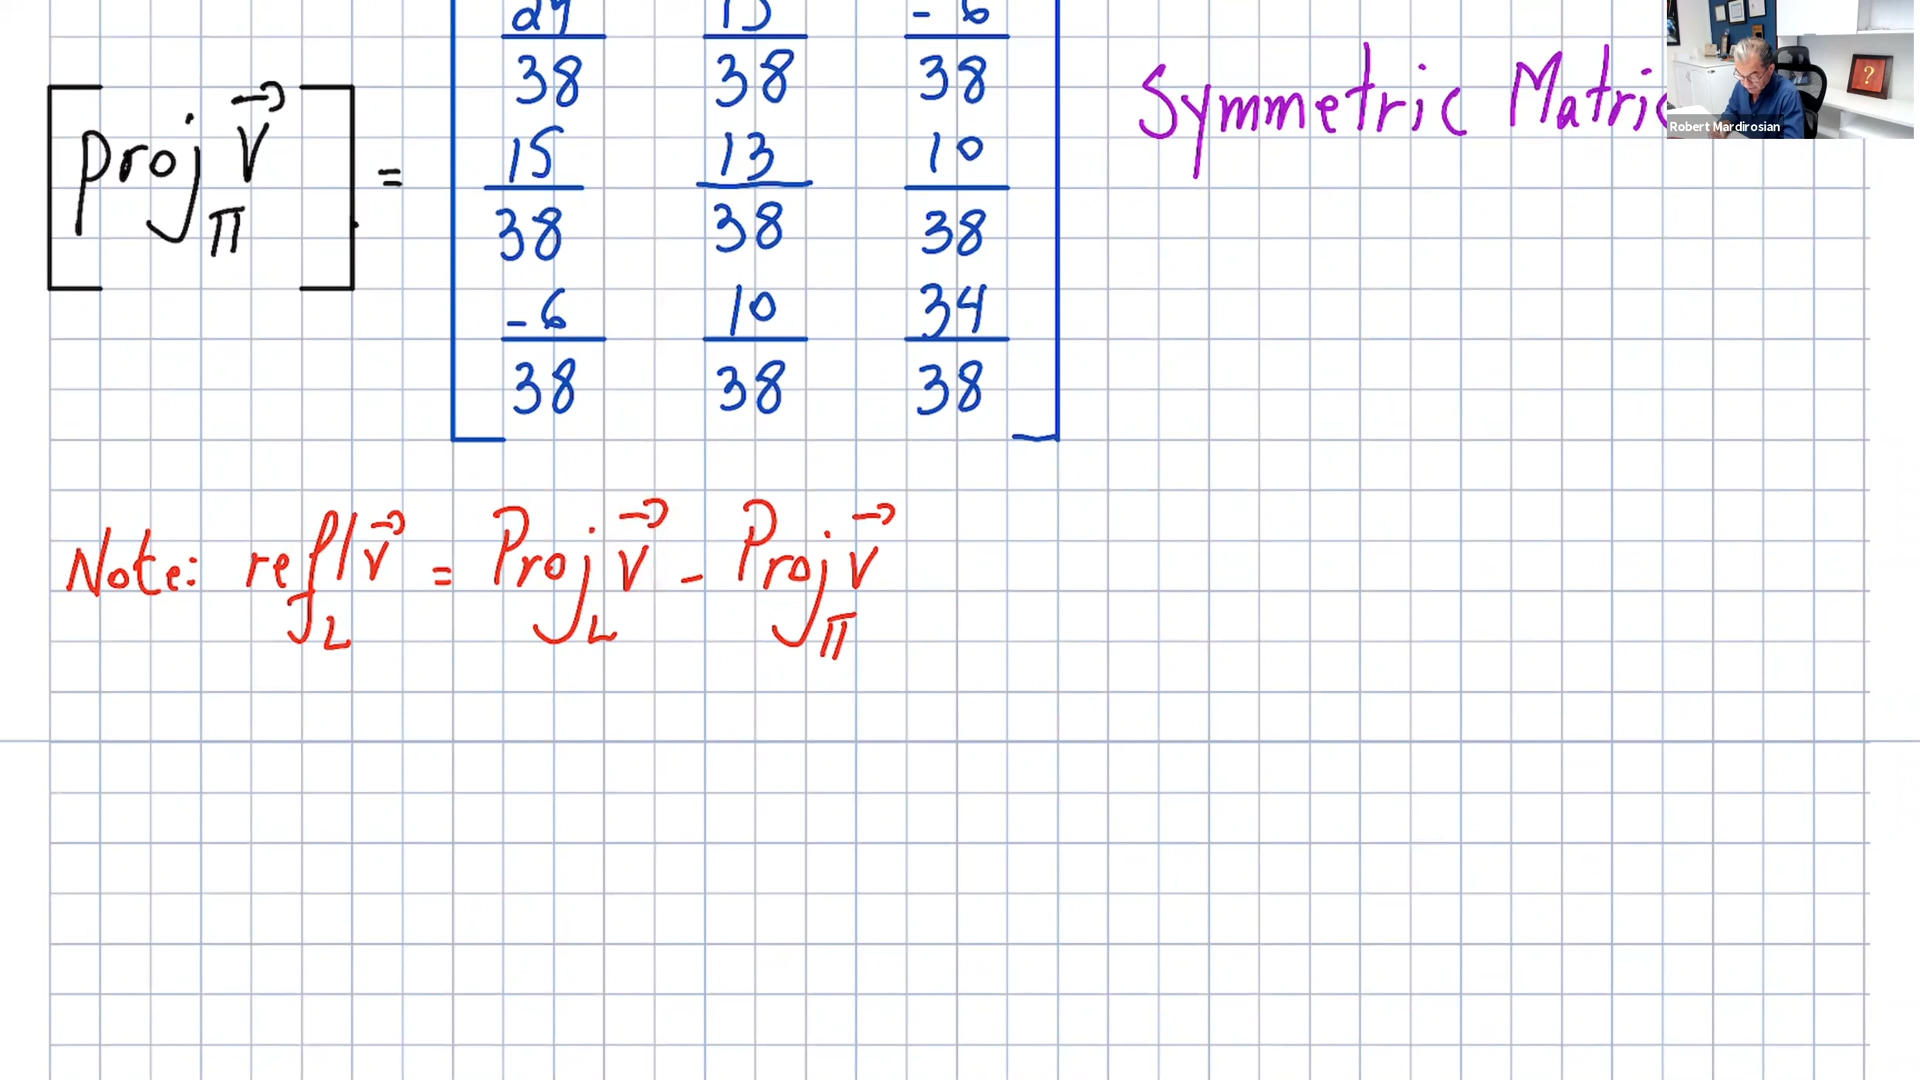 29 15 -6
38 38 38
[proj_π v⃗] =
15 13 10
38 38 38
-6 10 34
38 38 38
Symmetric
Robert Mardirosian
?
Note: refl_L v⃗ = Proj_L v⃗ - Proj_π v⃗